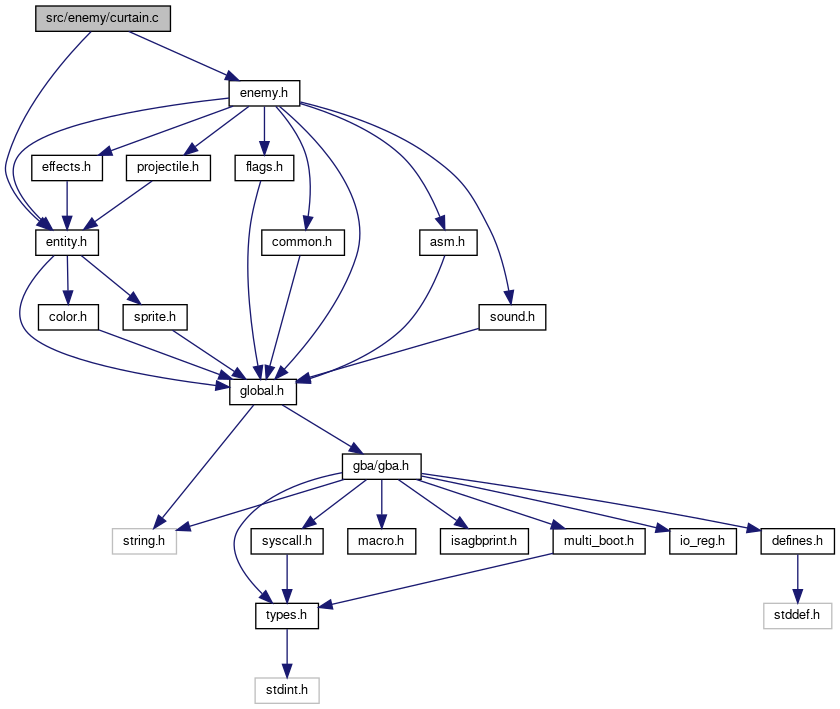 src/enemy/curtain.c
enemy.h
effects.h
projectile.h
flags.h
entity.h
common.h
asm.h
color.h
sprite.h
sound.h
global.h
gba/gba.h
string.h
syscall.h
macro.h
isagbprint.h
multi_boot.h
io_reg.h
defines.h
types.h
stddef.h
stdint.h